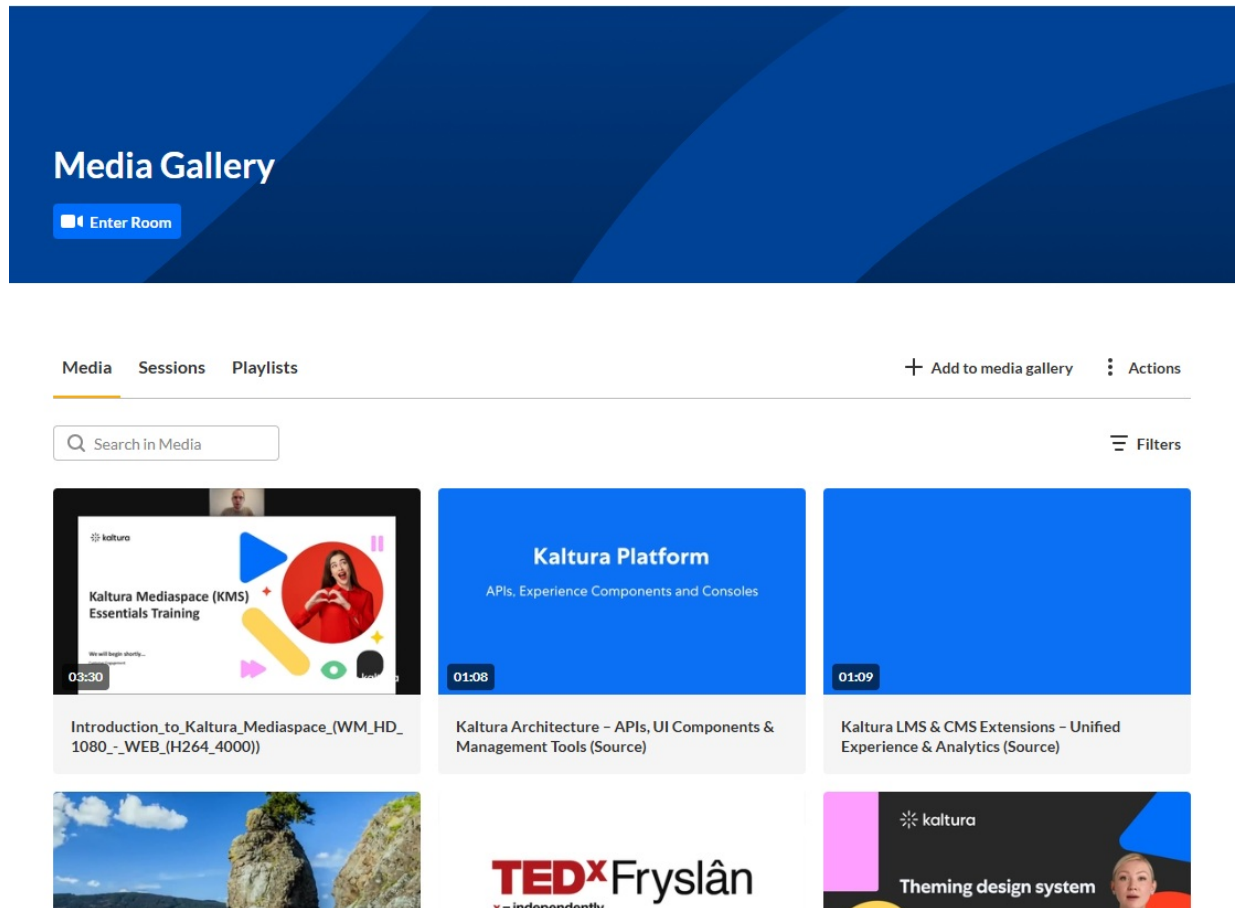 Media Gallery
Enter Room
Media Sessions Playlists
Add to media gallery
Actions
Search in Media
Filters
kaltura
Kaltura Mediaspace (KMS)
Essentials Training
We will begin shortly...
03:30
Introduction_to_Kaltura_Mediaspace_(WM_HD_
1080_-_WEB_(H264_4000))
Kaltura Platform
APIs, Experience Components and Consoles
01:08
Kaltura Architecture – APIs, UI Components &
Management Tools (Source)
01:09
Kaltura LMS & CMS Extensions – Unified
Experience & Analytics (Source)
TEDxFryslân
x = independently
kaltura
Theming design system